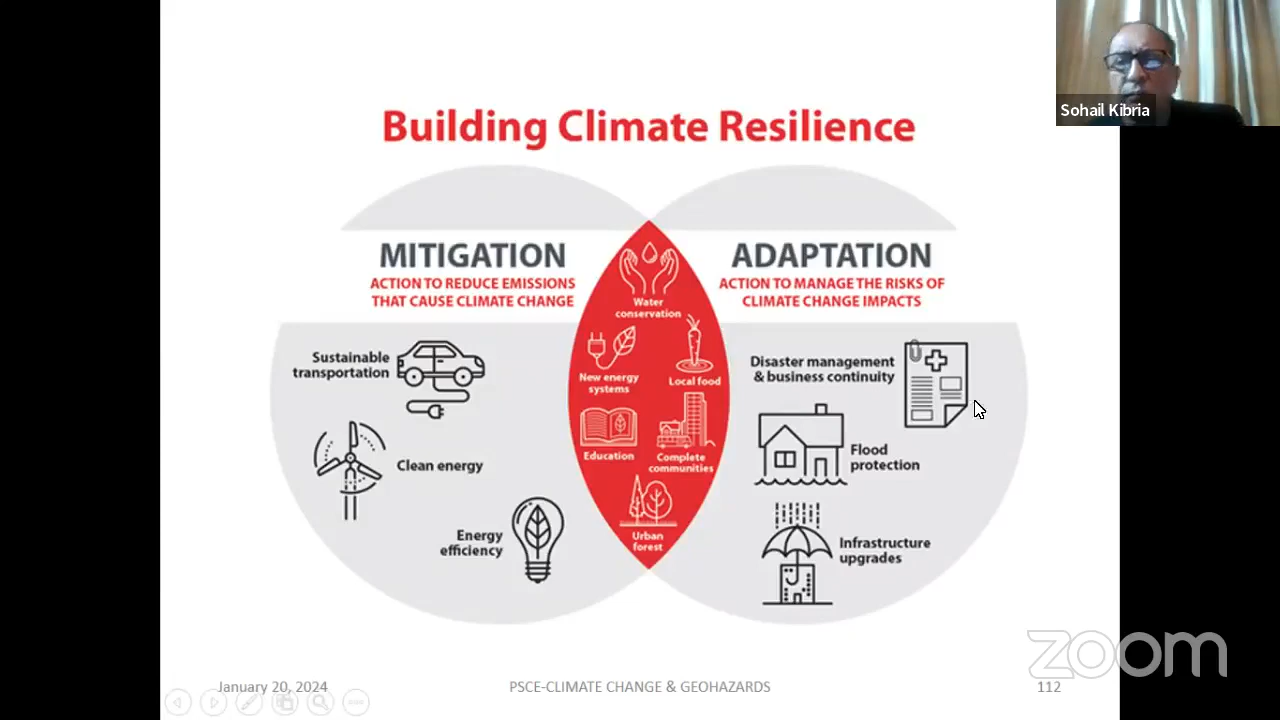 Sohail Kibria
Building Climate Resilience
MITIGATION
ACTION TO REDUCE EMISSIONS
THAT CAUSE CLIMATE CHANGE
Sustainable
transportation
Clean energy
Energy
efficiency
Water
conservation
New energy
systems
Local food
Education
Complete
communities
Urban
forest
ADAPTATION
ACTION TO MANAGE THE RISKS OF
CLIMATE CHANGE IMPACTS
Disaster management
& business continuity
Flood
protection
Infrastructure
upgrades
zoom
January 20, 2024
PSCE-CLIMATE CHANGE & GEOHAZARDS
112